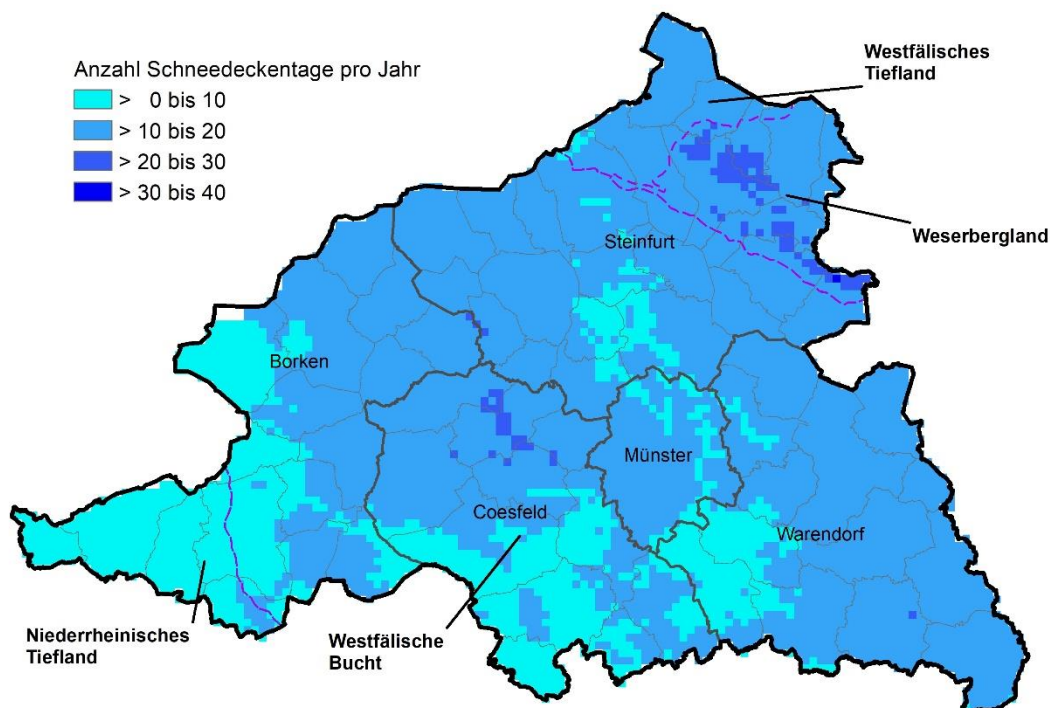 Anzahl Schneedeckentage pro Jahr
> 0 bis 10
> 10 bis 20
> 20 bis 30
> 30 bis 40
Westfälisches
Tiefland
Weserbergland
Steinfurt
Borken
Münster
Coesfeld
Warendorf
Niederrheinisches
Tiefland
Westfälische
Bucht